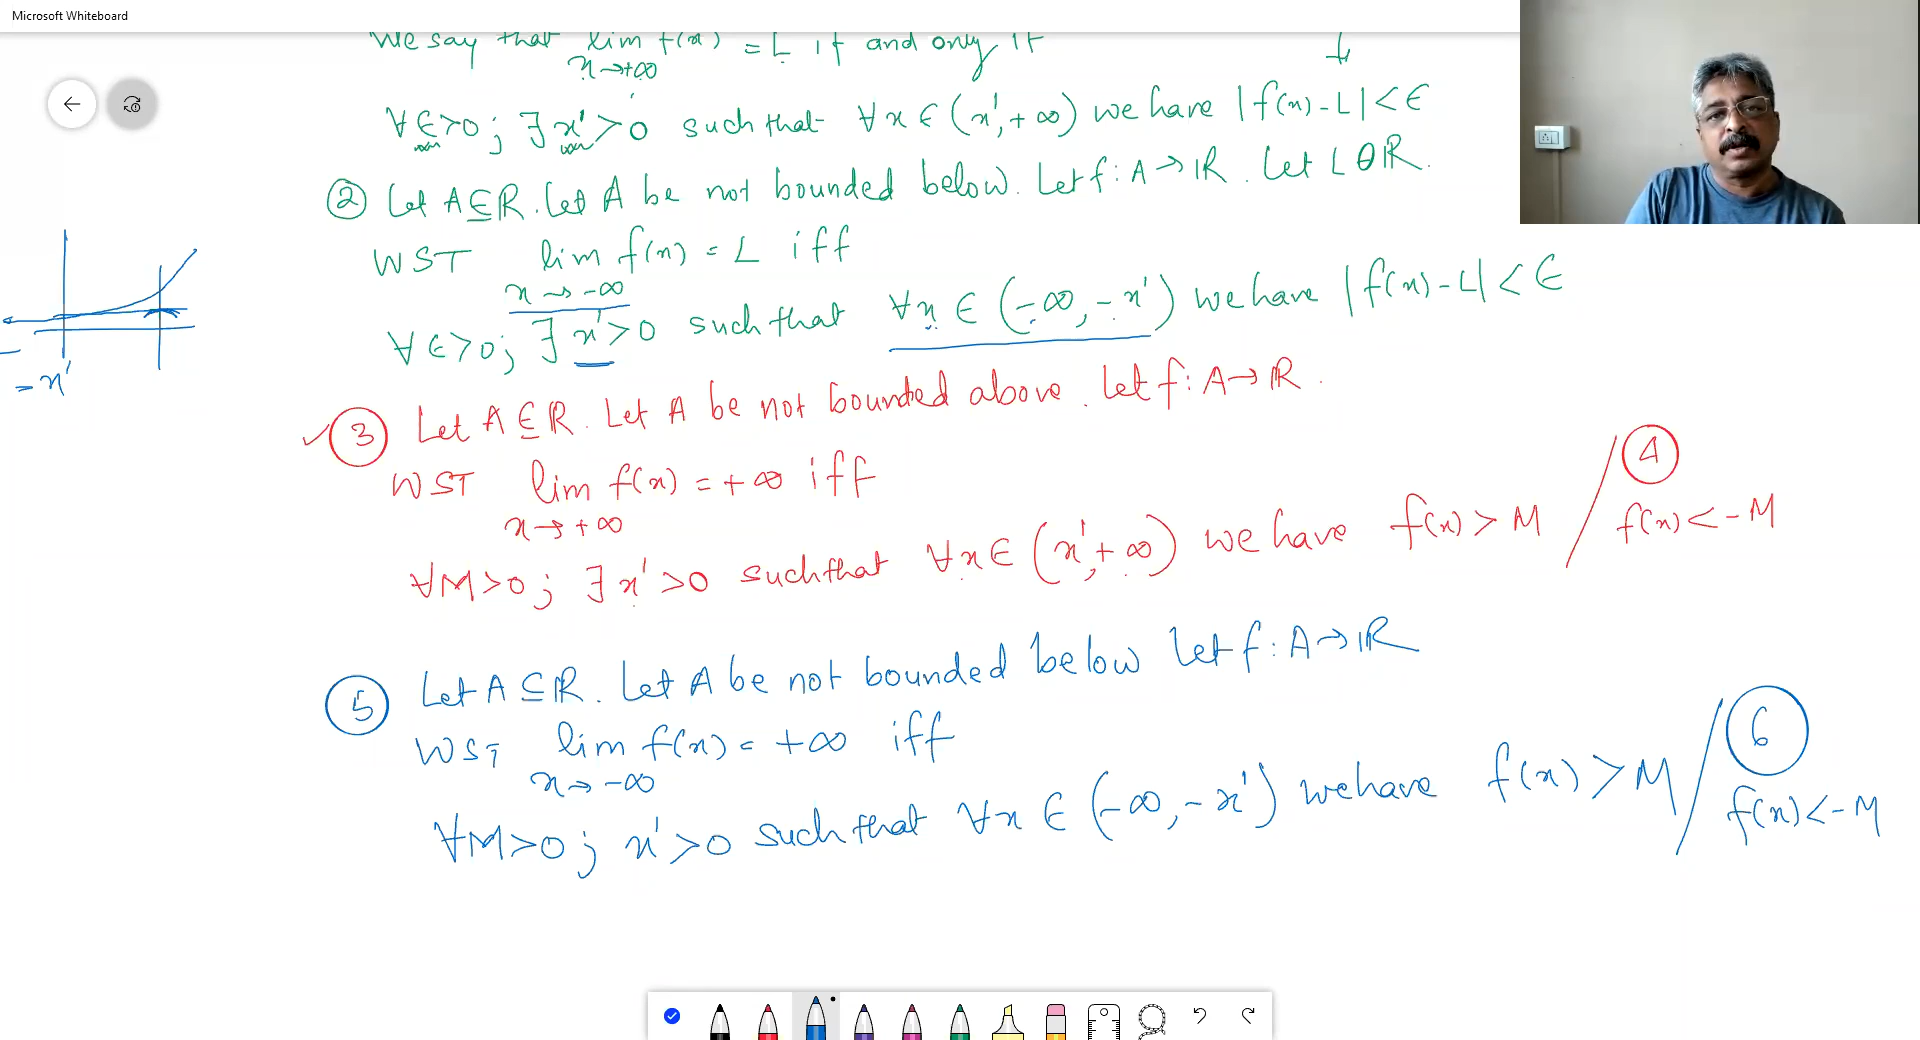 Microsoft Whiteboard
We say that lim f(x) = L if and only if
x→+∞
∀ϵ>0; ∃ x'>0 such that ∀x ∈ (x', +∞) we have |f(x)-L|<ϵ
② Let A⊆ℝ. Let A be not bounded below. Let f: A→ℝ. Let L∈ℝ.
WST lim f(x) = L iff
x→-∞
∀ϵ>0; ∃ x'>0 such that ∀x ∈ (-∞, -x') we have |f(x)-L|<ϵ
-x'
③ Let A⊆ℝ. Let A be not bounded above. Let f: A→ℝ.
WST lim f(x) = +∞ iff
x→+∞
∀M>0; ∃ x'>0 such that ∀x∈ (x', +∞) we have f(x)>M / ④ f(x)<-M
⑤ Let A⊆ℝ. Let A be not bounded below Let f: A→ℝ
WST lim f(x) = +∞ iff
x→-∞
∀M>0; x'>0 such that ∀x ∈ (-∞, -x') we have f(x)>M / ⑥ f(x)<-M